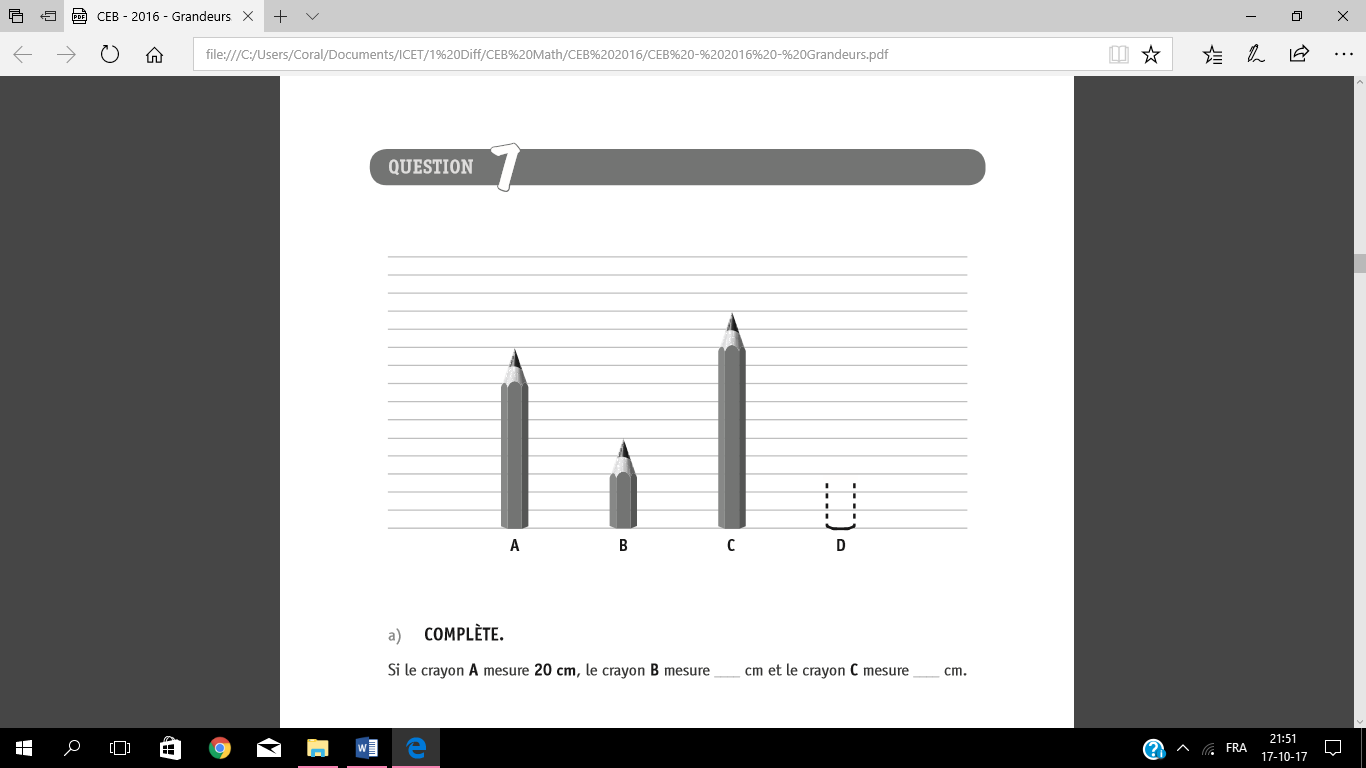 CEB - 2016 - Grandeurs
file:///C:/Users/Coral/Documents/ICET/1%20Diff/CEB%20Math/CEB%202016/CEB%20-%202016%20-%20Grandeurs.pdf
QUESTION 1
A B C D
a) COMPLÈTE.
Si le crayon A mesure 20 cm, le crayon B mesure ___ cm et le crayon C mesure ___ cm.
FRA
21:51
17-10-17